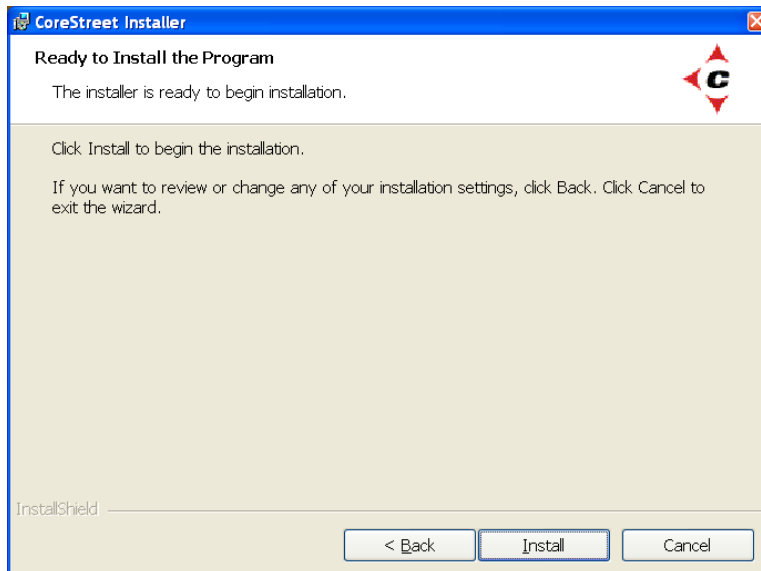 CoreStreet Installer
Ready to Install the Program
The installer is ready to begin installation.
C
Click Install to begin the installation.
If you want to review or change any of your installation settings, click Back. Click Cancel to
exit the wizard.
InstallShield
< Back
Install
Cancel